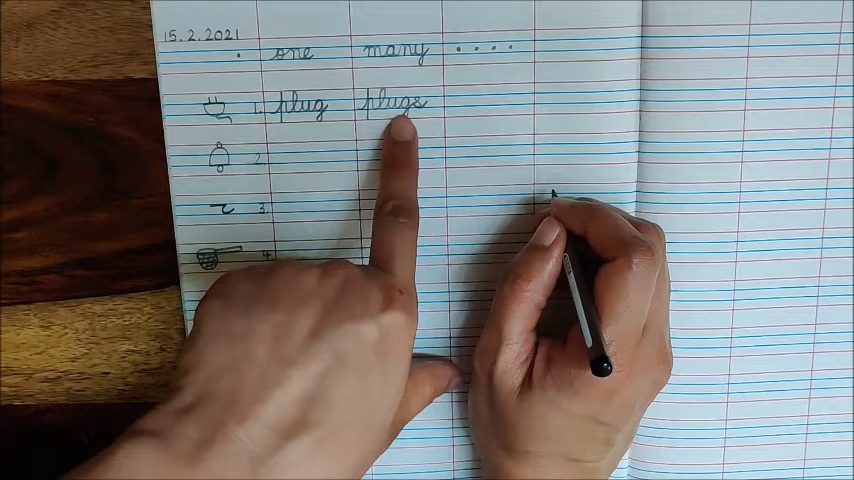 15.2.2021
. one many ....
1. plug plugs
2.
3.
4.